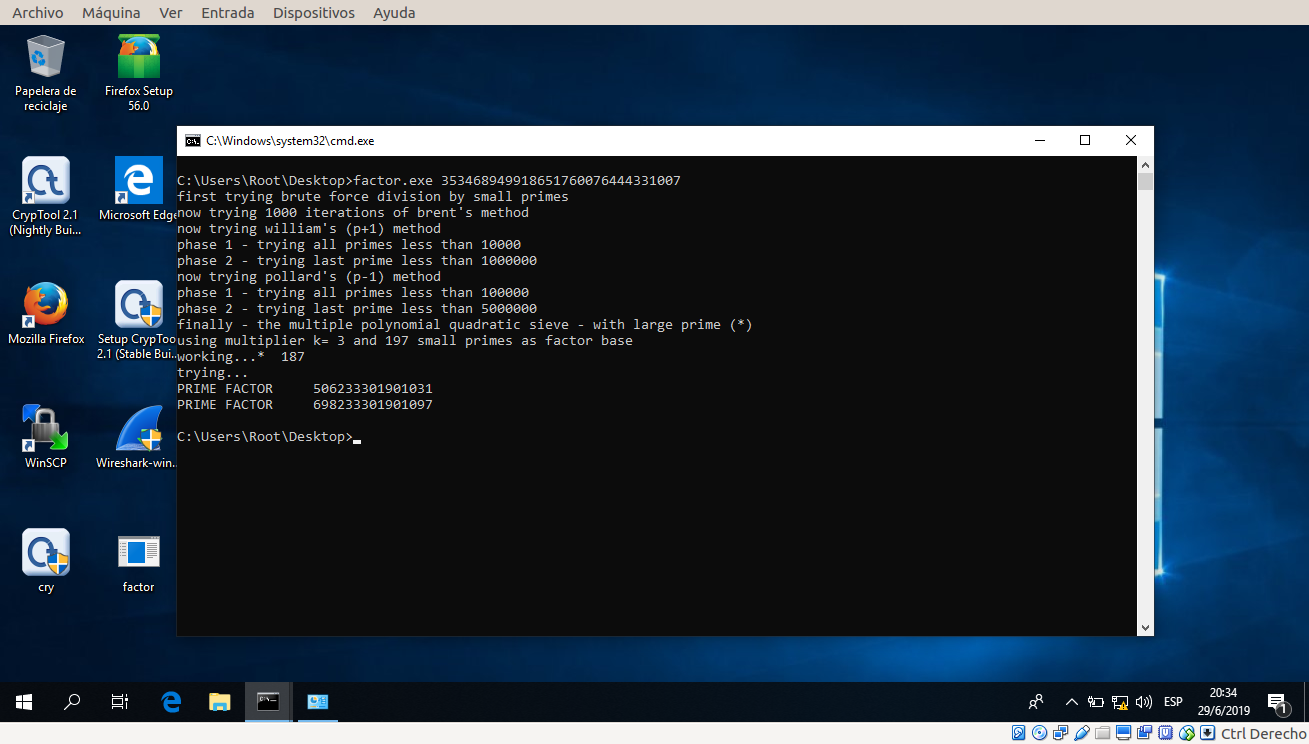 Archivo Máquina Ver Entrada Dispositivos Ayuda
Papelera de
reciclaje
Firefox Setup
56.0
CrypTool 2.1
(Nightly Bui...
Microsoft Edge
Mozilla Firefox
Setup CrypToo
2.1 (Stable Bui...
WinSCP
Wireshark-win...
cry
factor
C:\Windows\system32\cmd.exe
C:\Users\Root\Desktop>factor.exe 353468949918651760076444331007
first trying brute force division by small primes
now trying 1000 iterations of brent's method
now trying william's (p+1) method
phase 1 - trying all primes less than 10000
phase 2 - trying last prime less than 1000000
now trying pollard's (p-1) method
phase 1 - trying all primes less than 100000
phase 2 - trying last prime less than 5000000
finally - the multiple polynomial quadratic sieve - with large prime (*)
using multiplier k= 3 and 197 small primes as factor base
working...* 187
trying...
PRIME FACTOR 506233301901031
PRIME FACTOR 698233301901097
C:\Users\Root\Desktop>
ESP
20:34
29/6/2019
1
Ctrl Derecho